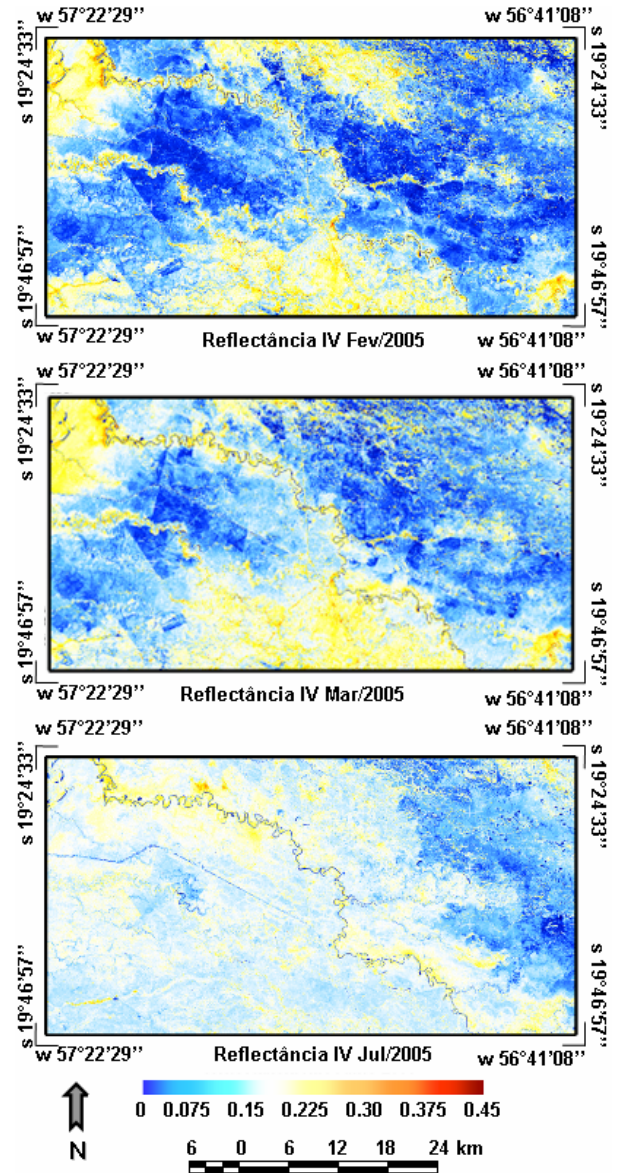 w 57°22'29’’ w 56°41'08’’
s 19°24'33’’ s 19°24'33’’
s 19°46'57’’ s 19°46'57’’
w 57°22'29’’ Reflectância IV Fev/2005 w 56°41'08’’
w 57°22'29’’ w 56°41'08’’
s 19°24'33’’ s 19°24'33’’
s 19°46'57’’ s 19°46'57’’
w 57°22'29’’ Reflectância IV Mar/2005 w 56°41'08’’
w 57°22'29’’ w 56°41'08’’
s 19°24'33’’ s 19°24'33’’
s 19°46'57’’ s 19°46'57’’
w 57°22'29’’ Reflectância IV Jul/2005 w 56°41'08’’
0 0.075 0.15 0.225 0.30 0.375 0.45
N
6 0 6 12 18 24 km